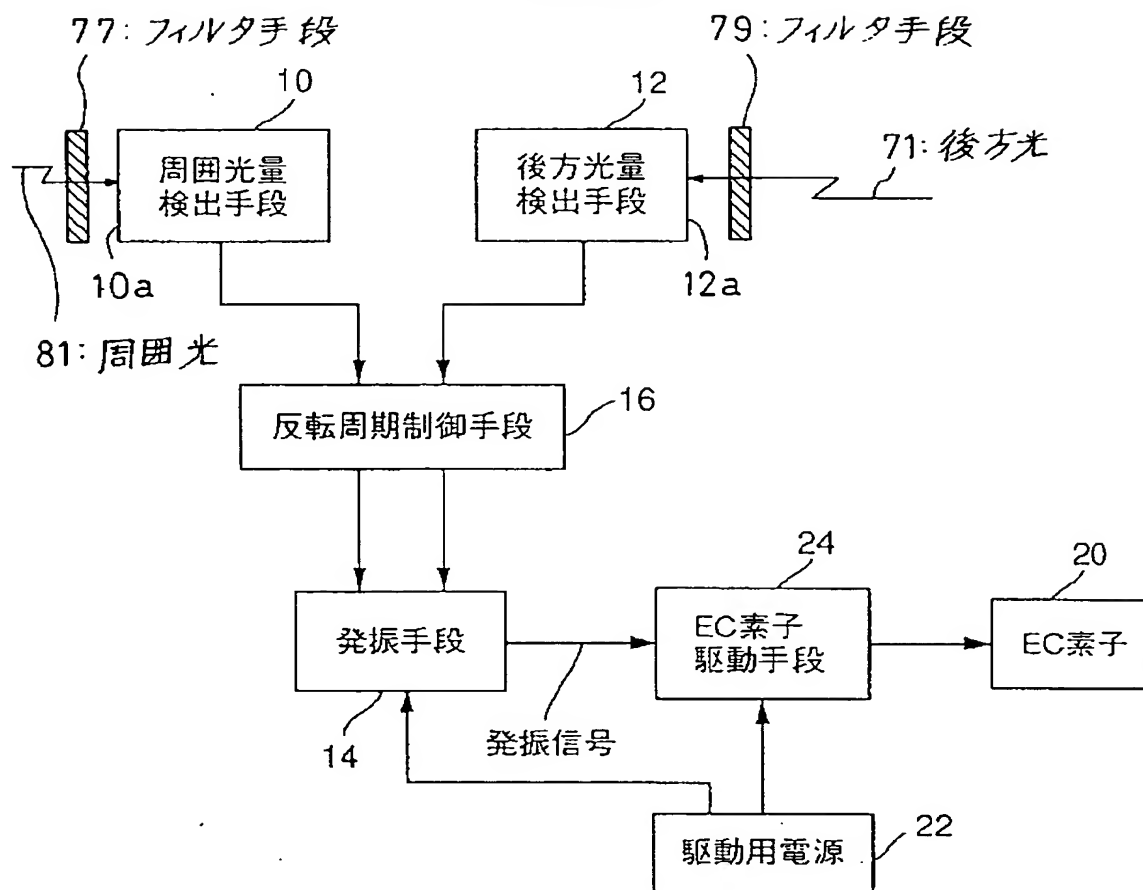 77:フィルタ手段
79:フィルタ手段
10
12
周囲光量
検出手段
後方光量
検出手段
71:後方光
10a
12a
81:周囲光
反転周期制御手段
16
発振手段
14
発振信号
24
EC素子
駆動手段
20
EC素子
駆動用電源
22